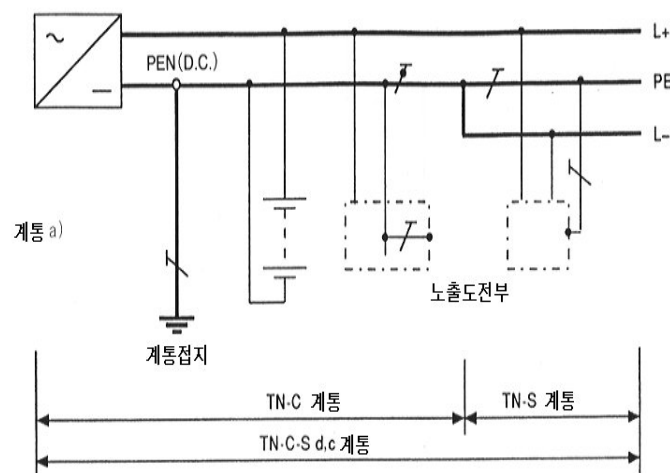 L+
PEN(D.C.)
PE
L-
계통 a)
노출도전부
계통접지
TN-C 계통
TN-S 계통
TN-C-S d,c 계통